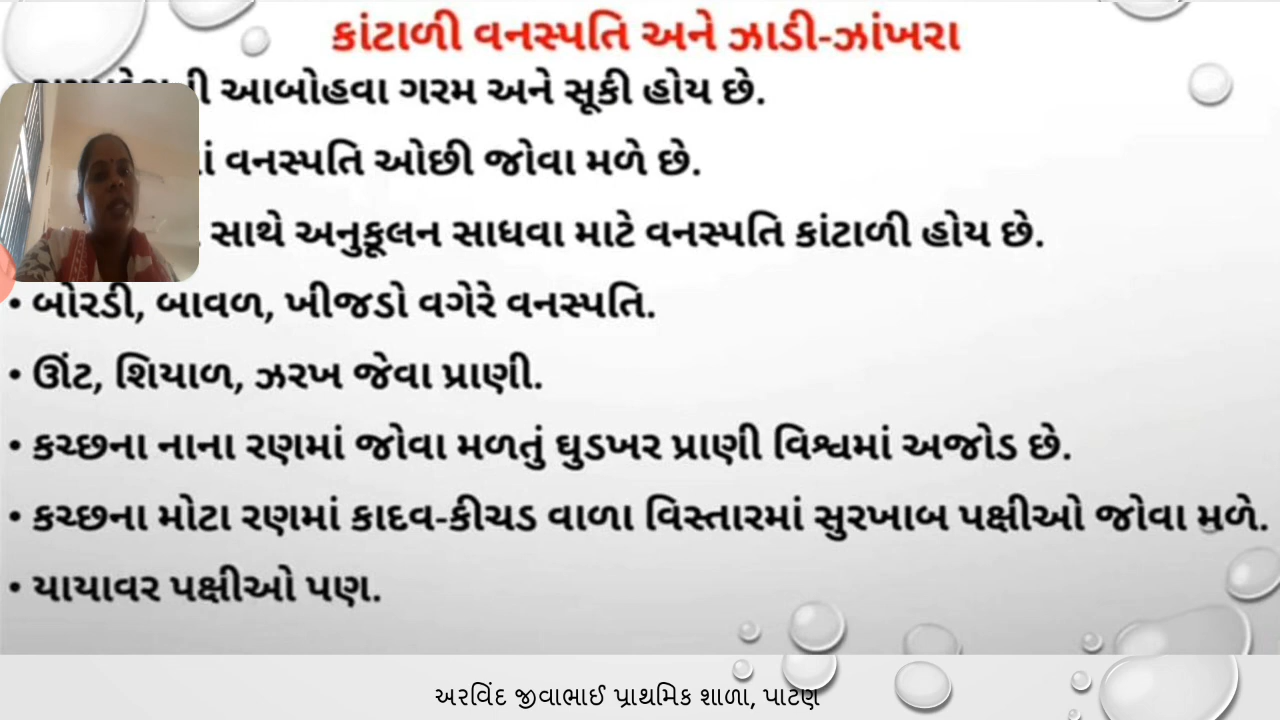 કાંટાળી વનસ્પતિ અને ઝાડી-ઝાંખરા
આબોહવા ગરમ અને સૂકી હોય છે.
વનસ્પતિ ઓછી જોવા મળે છે.
સાથે અનુકૂલન સાધવા માટે વનસ્પતિ કાંટાળી હોય છે.
• બોરડી, બાવળ, ખીજડો વગેરે વનસ્પતિ.
• ઊંટ, શિયાળ, ઝરખ જેવા પ્રાણી.
• કચ્છના નાના રણમાં જોવા મળતું ઘુડખર પ્રાણી વિશ્વમાં અજોડ છે.
• કચ્છના મોટા રણમાં કાદવ-કીચડ વાળા વિસ્તારમાં સુરખાબ પક્ષીઓ જોવા મળે.
• યાયાવર પક્ષીઓ પણ.
અરવિંદ જીવાભાઈ પ્રાથમિક શાળા, પાટણ